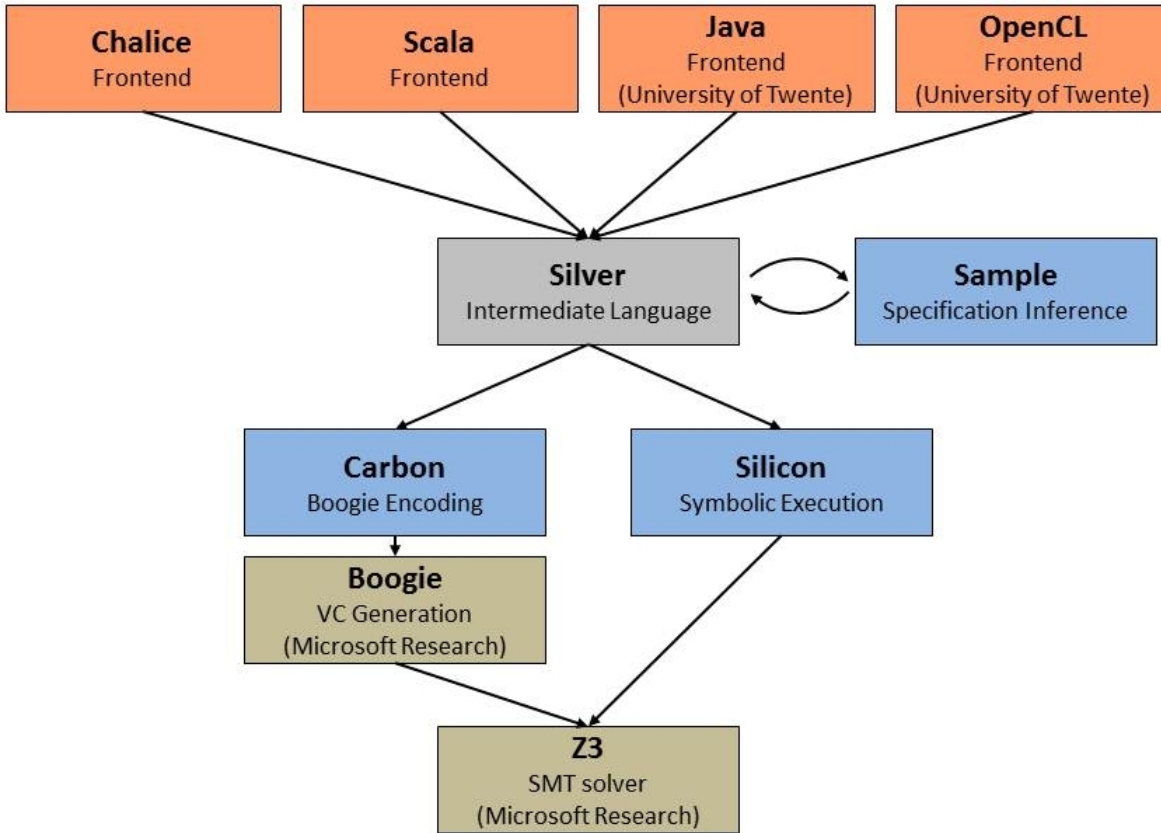 Chalice
Frontend
Scala
Frontend
Java
Frontend
(University of Twente)
OpenCL
Frontend
(University of Twente)
Silver
Intermediate Language
Sample
Specification Inference
Carbon
Boogie Encoding
Silicon
Symbolic Execution
Boogie
VC Generation
(Microsoft Research)
Z3
SMT solver
(Microsoft Research)